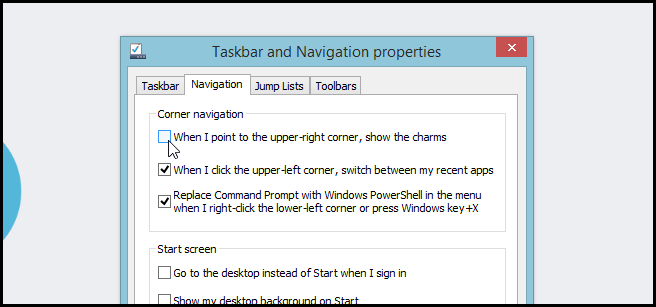 Taskbar and Navigation properties
Taskbar Navigation Jump Lists Toolbars
Corner navigation
When I point to the upper-right corner, show the charms
When I click the upper-left corner, switch between my recent apps
Replace Command Prompt with Windows PowerShell in the menu
when I right-click the lower-left corner or press Windows key+X
Start screen
Go to the desktop instead of Start when I sign in
Show my desktop background on Start